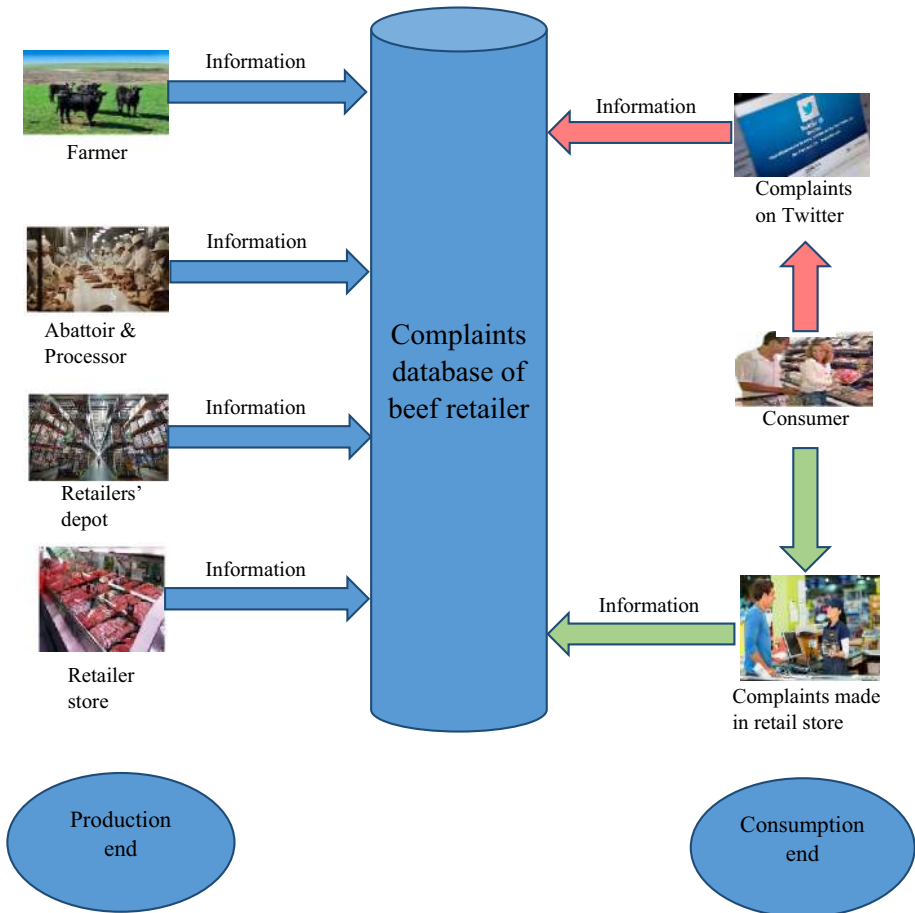 Information
Farmer
Information
Abattoir &
Processor
Information
Retailers’
depot
Information
Retailer
store
Complaints
database of
beef retailer
Information
Complaints
on Twitter
Consumer
Information
Complaints made
in retail store
Production
end
Consumption
end